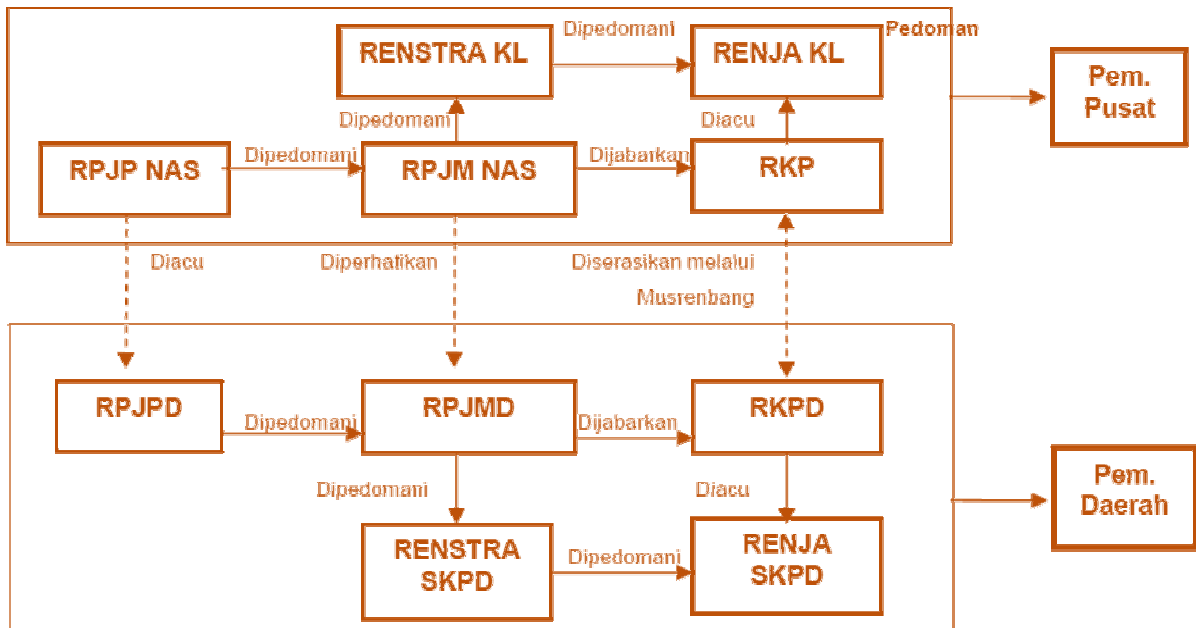 Dipedomani
Pedoman
RENSTRA KL
RENJA KL
Pem.
Pusat
Dipedomani
Diacu
RPJP NAS
Dipedomani
RPJM NAS
Dijabarkan
RKP
Diacu
Diperhatikan
Diserasikan melalui
Musrenbang
RPJPD
Dipedomani
RPJMD
Dijabarkan
RKPD
Pem.
Daerah
Dipedomani
Diacu
RENSTRA
SKPD
Dipedomani
RENJA
SKPD